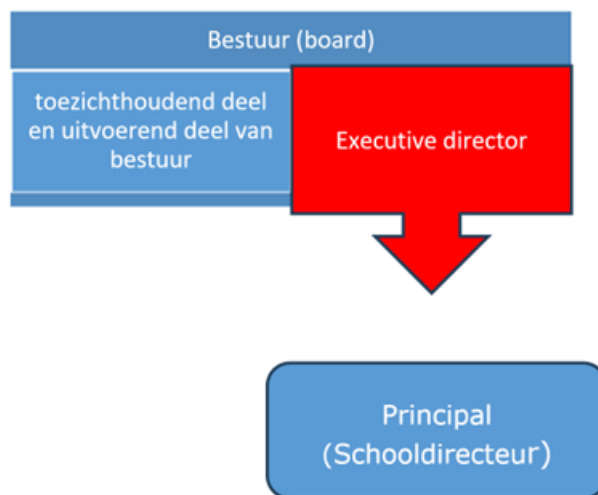 Bestuur (board)
toezichthoudend deel
en uitvoerend deel van
bestuur
Executive director
Principal
(Schooldirecteur)